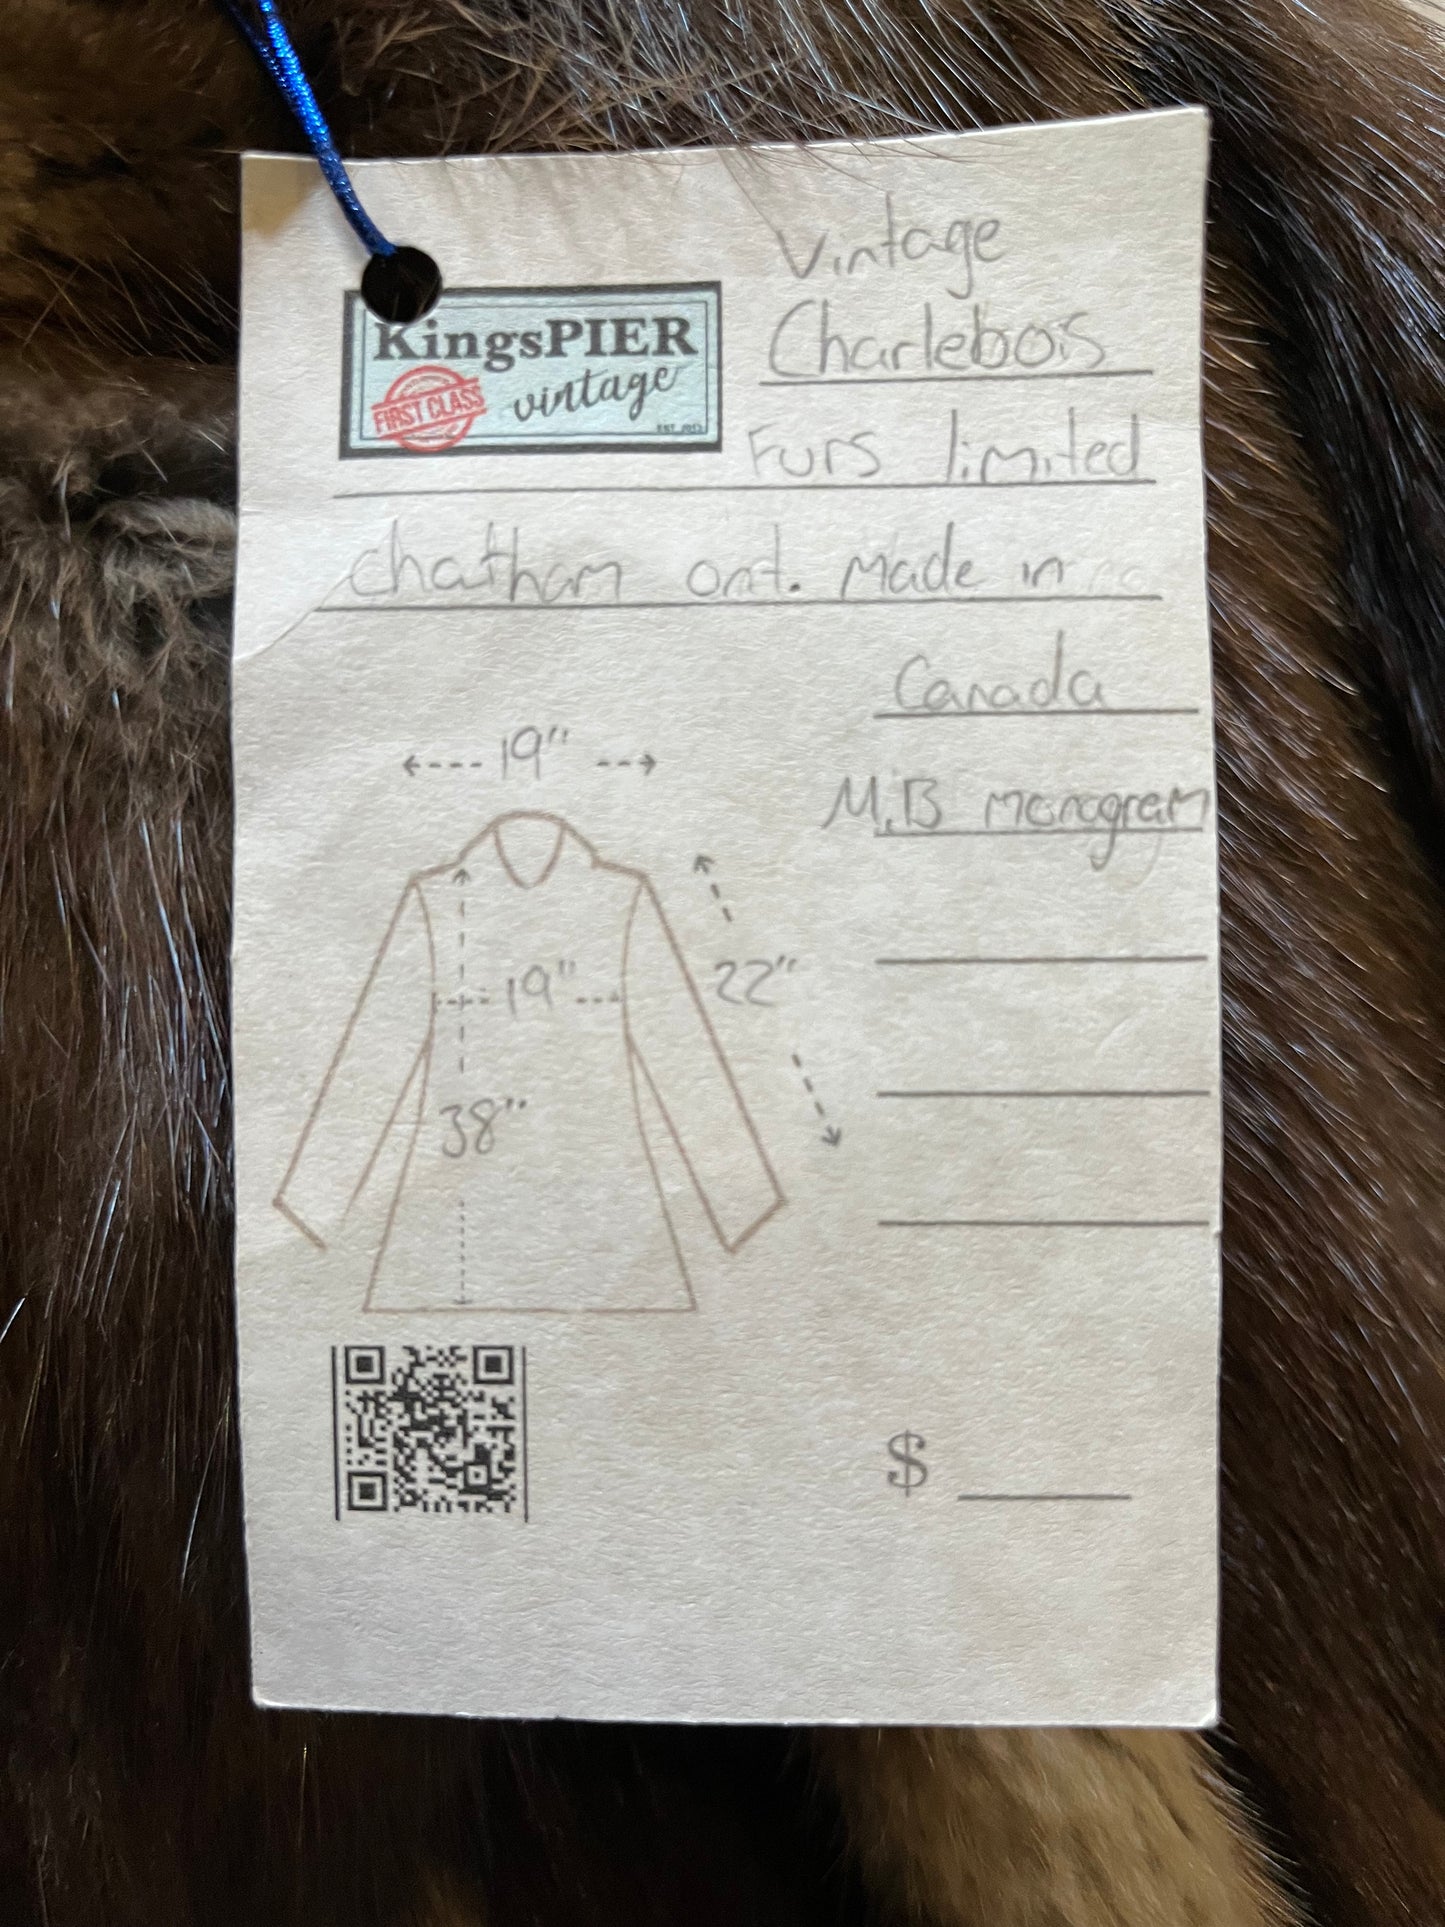 Vintage
Charlebois
KingsPIER
vintage
FIRST CLASS
Furs limited
Chatham ont. Made in
Canada
M.B monogram
19"
22"
19"
38"
$